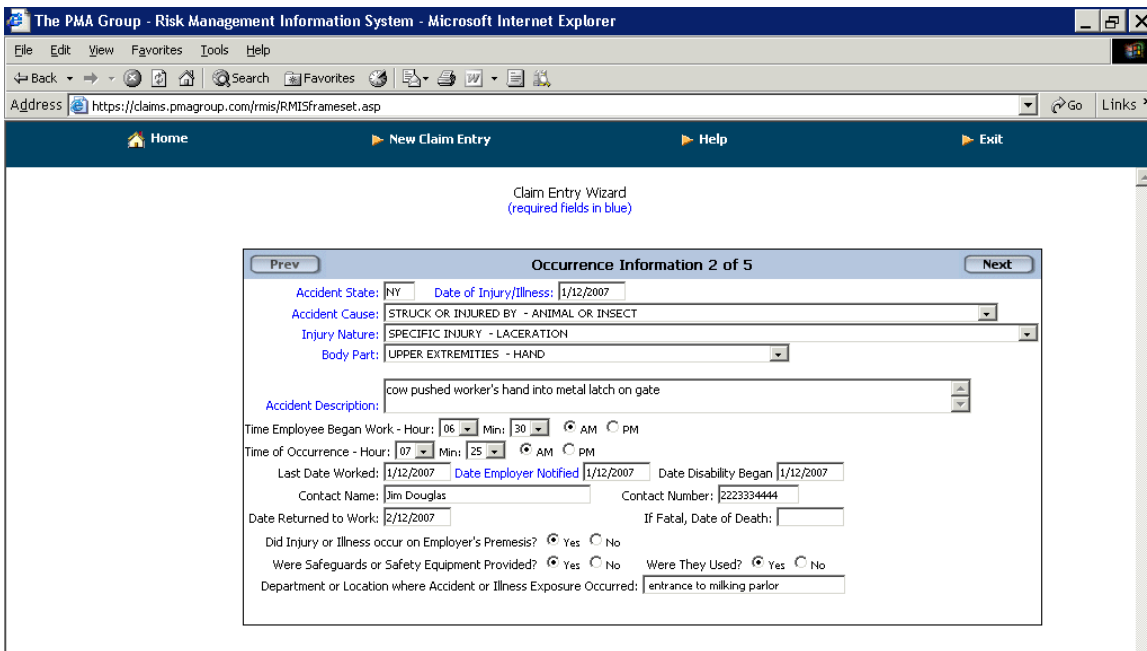 The PMA Group - Risk Management Information System - Microsoft Internet Explorer
File Edit View Favorites Tools Help
Back Search Favorites
Address https://claims.pmagroup.com/rmis/RMISframeset.asp Go Links
Home New Claim Entry Help Exit
Claim Entry Wizard
(required fields in blue)
Prev Occurrence Information 2 of 5 Next
Accident State: NY Date of Injury/Illness: 1/12/2007
Accident Cause: STRUCK OR INJURED BY - ANIMAL OR INSECT
Injury Nature: SPECIFIC INJURY - LACERATION
Body Part: UPPER EXTREMITIES - HAND
cow pushed worker's hand into metal latch on gate
Accident Description:
Time Employee Began Work - Hour: 06 Min: 30 AM PM
Time of Occurrence - Hour: 07 Min: 25 AM PM
Last Date Worked: 1/12/2007 Date Employer Notified 1/12/2007 Date Disability Began 1/12/2007
Contact Name: Jim Douglas Contact Number: 2223334444
Date Returned to Work: 2/12/2007 If Fatal, Date of Death:
Did Injury or Illness occur on Employer's Premesis? Yes No
Were Safeguards or Safety Equipment Provided? Yes No Were They Used? Yes No
Department or Location where Accident or Illness Exposure Occurred: entrance to milking parlor